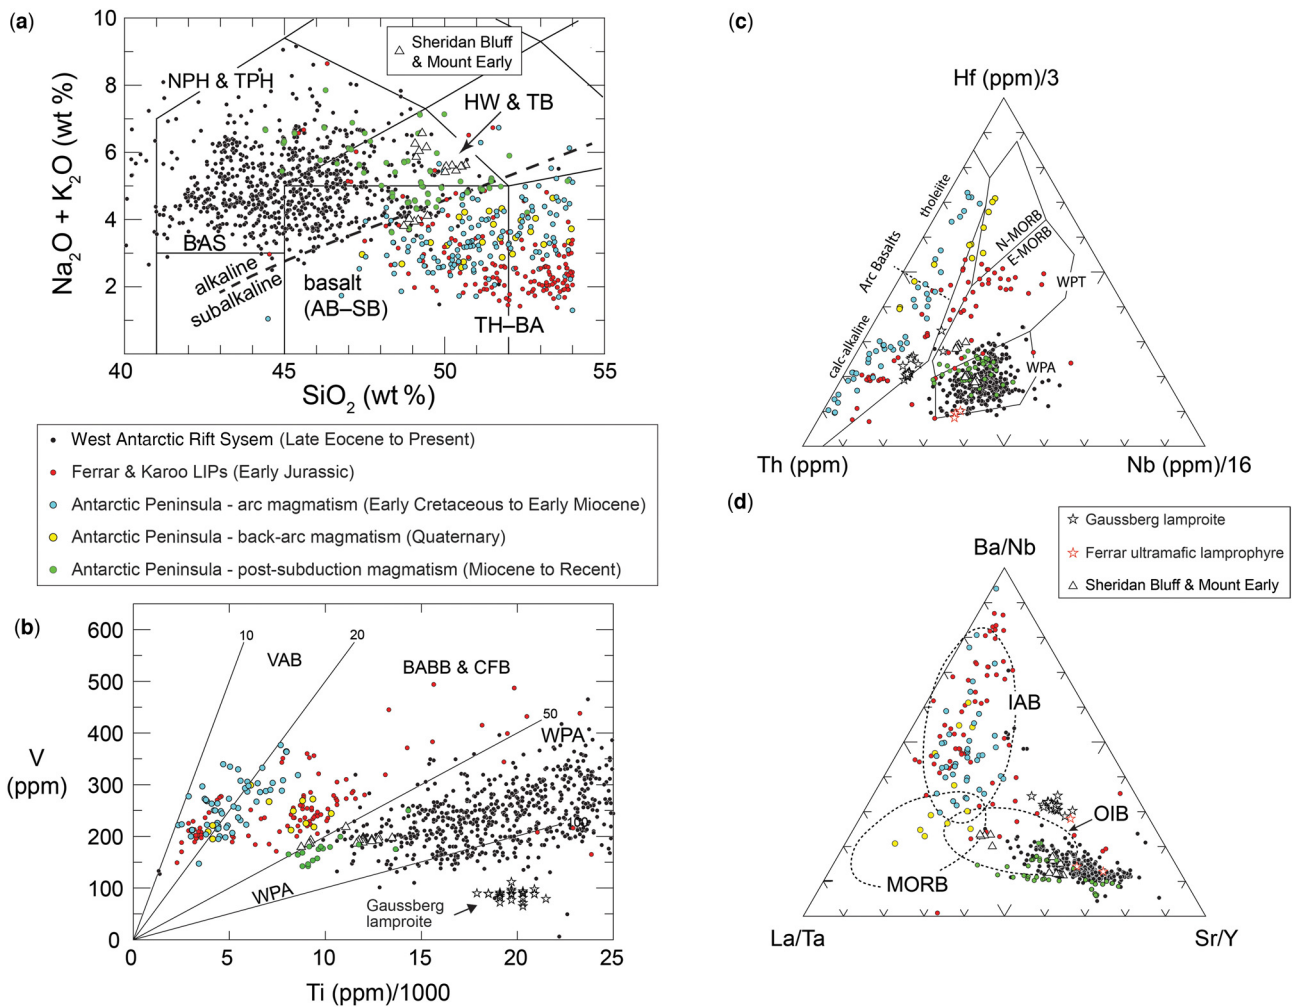 (a)
10
8
6
4
2
Na2O + K2O (wt %)
NPH & TPH
Sheridan Bluff
& Mount Early
HW & TB
BAS
alkaline
subalkaline
basalt
(AB–SB)
TH–BA
40
45
50
55
SiO2 (wt %)
West Antarctic Rift Sysem (Late Eocene to Present)
Ferrar & Karoo LIPs (Early Jurassic)
Antarctic Peninsula - arc magmatism (Early Cretaceous to Early Miocene)
Antarctic Peninsula - back-arc magmatism (Quaternary)
Antarctic Peninsula - post-subduction magmatism (Miocene to Recent)
(b)
600
500
400
300
200
100
0
V
(ppm)
10
20
VAB
BABB & CFB
50
WPA
100
WPA
Gaussberg
lamproite
0
5
10
15
20
25
Ti (ppm)/1000
(c)
Hf (ppm)/3
tholeiite
Arc Basalts
calc-alkaline
N-MORB
E-MORB
WPT
WPA
Th (ppm)
Nb (ppm)/16
(d)
Gaussberg lamproite
Ferrar ultramafic lamprophyre
Sheridan Bluff & Mount Early
Ba/Nb
IAB
OIB
MORB
La/Ta
Sr/Y